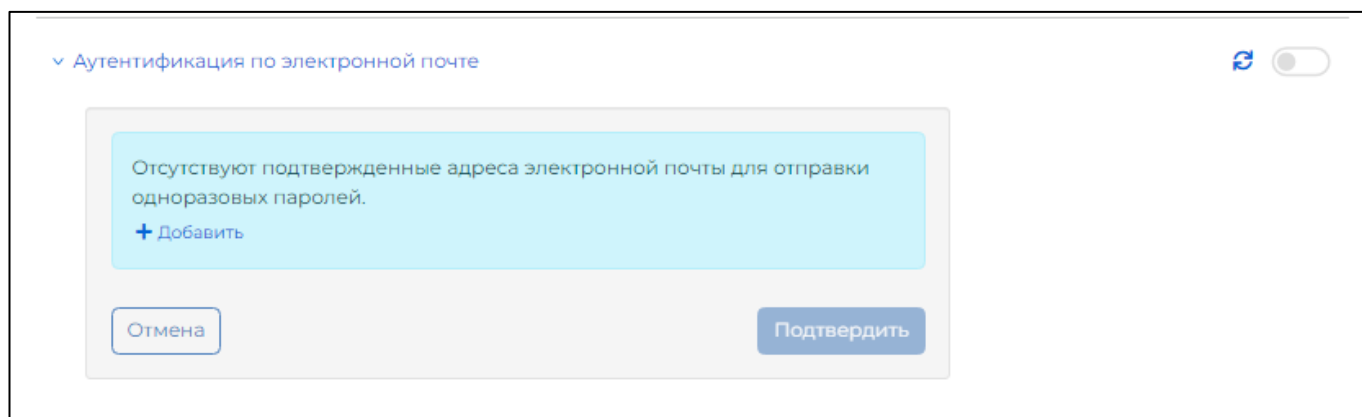 Аутентификация по электронной почте
Отсутствуют подтвержденные адреса электронной почты для отправки
одноразовых паролей.
Добавить
Отмена
Подтвердить